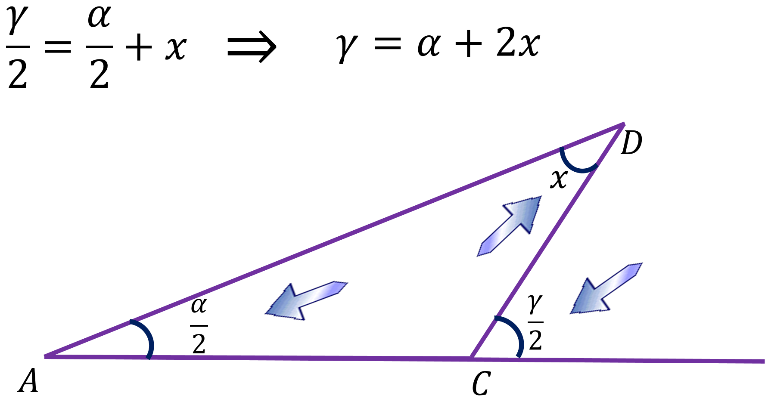 γ/2 = α/2 + x ⇒ γ = α + 2x
D
x
α/2
γ/2
A
C